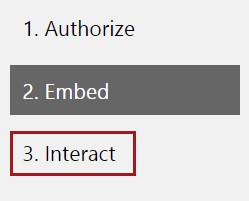 1. Authorize
2. Embed
3. Interact